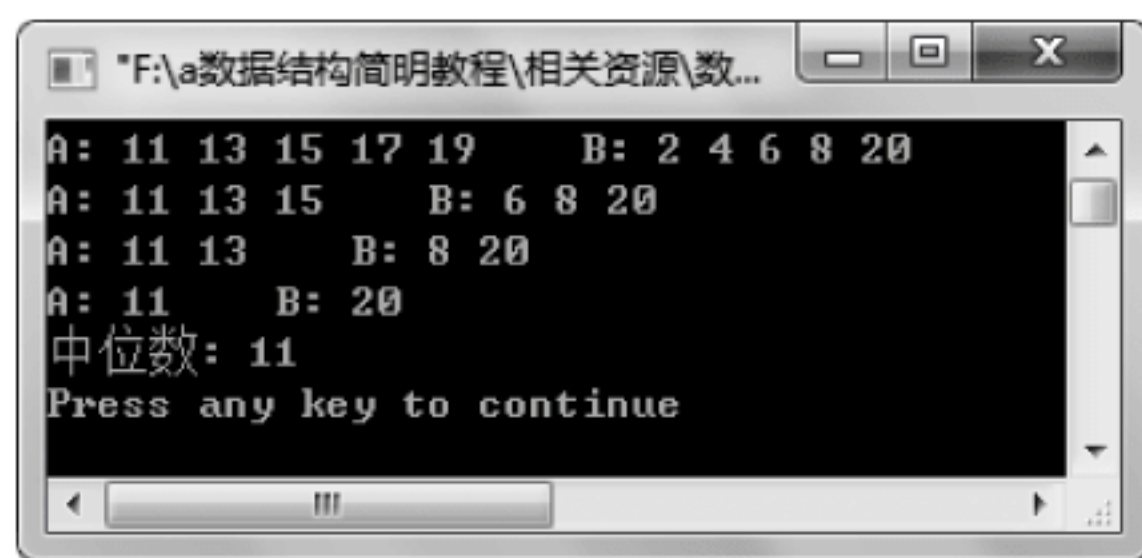 "F:\a数据结构简明教程\相关资源\数...
A: 11 13 15 17 19    B: 2 4 6 8 20
A: 11 13 15    B: 6 8 20
A: 11 13    B: 8 20
A: 11    B: 20
中位数: 11
Press any key to continue